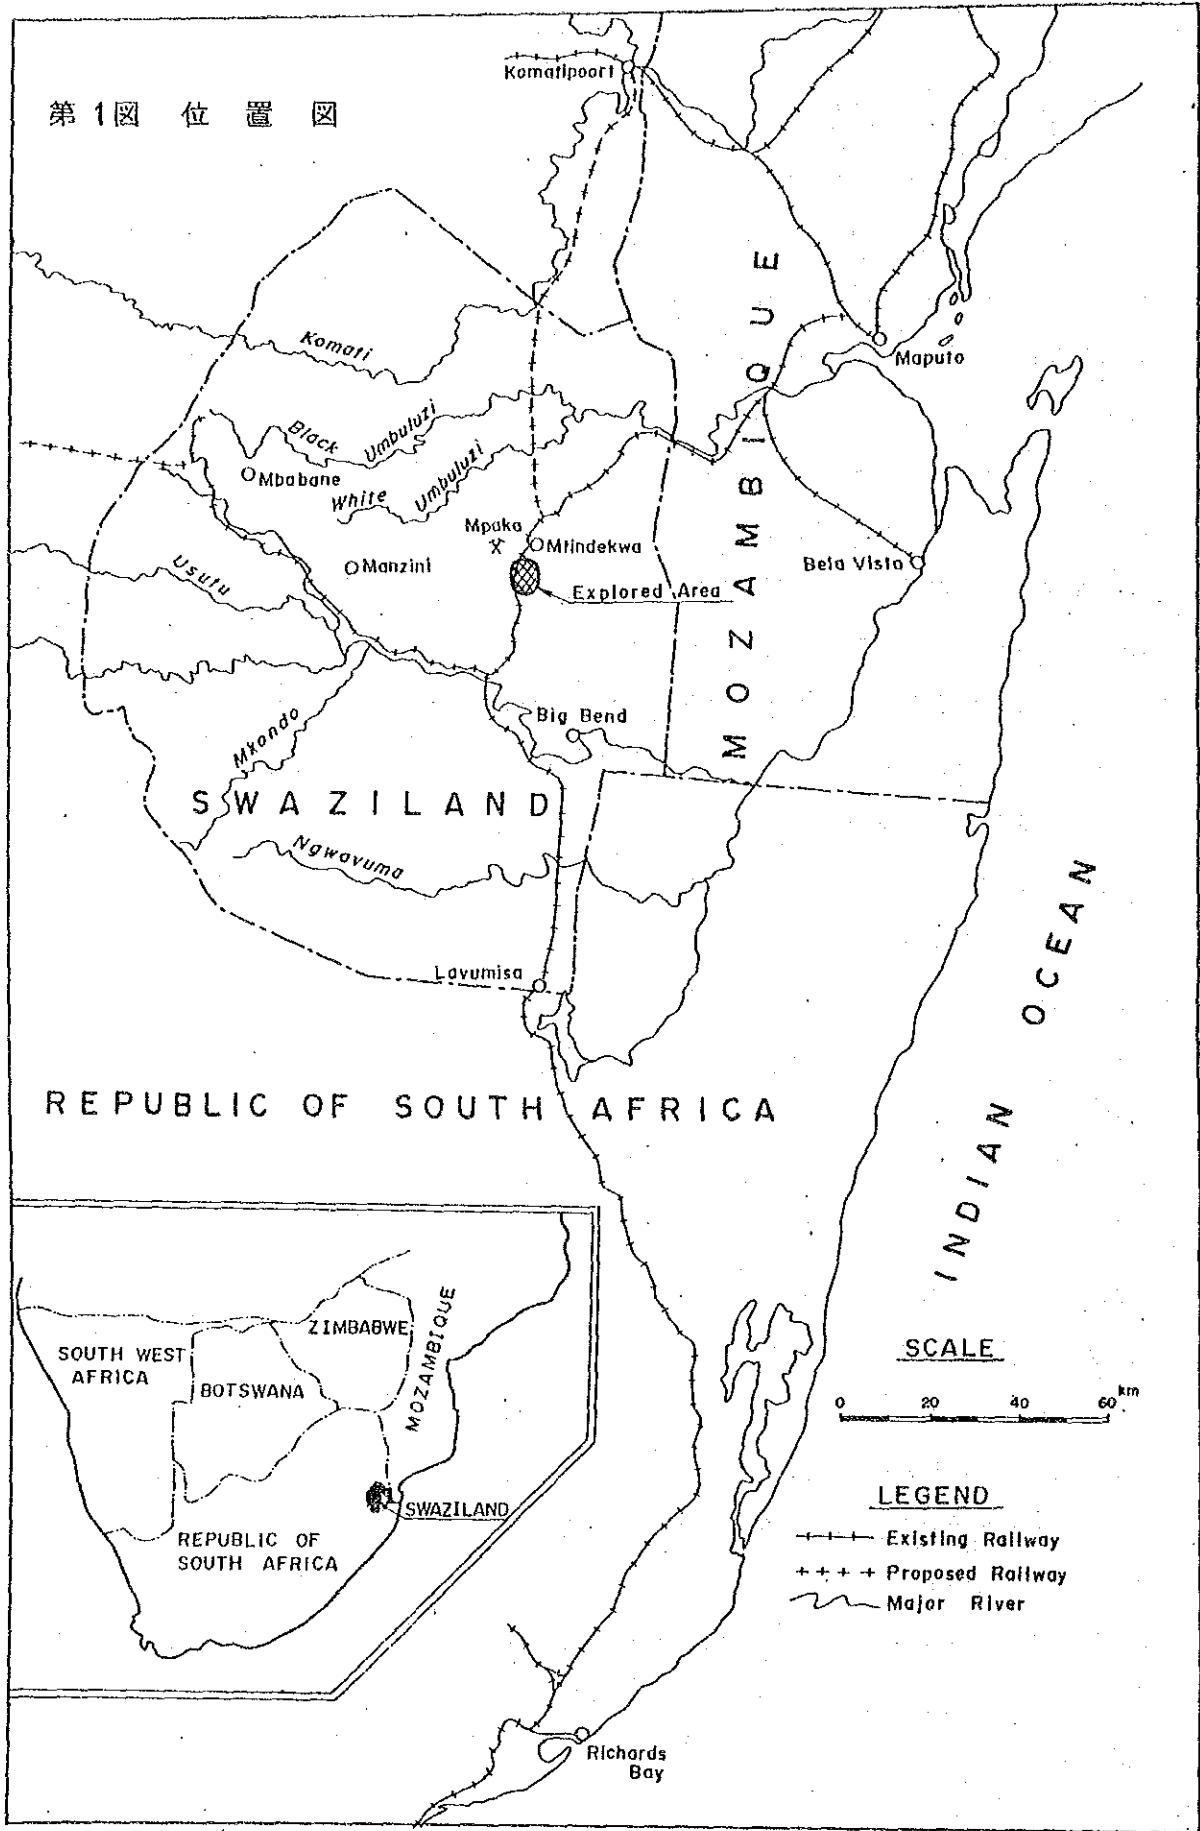 第1図 位置図
Komatipoort
Komati
Maputo
Black Umbuluzi
White Umbuluzi
Mbabane
Mpaka
Mtindekwa
Manzini
Usutu
Explored Area
Bela Vista
MOZAMBIQUE
Big Bend
Mkondo
SWAZILAND
Ngwavuma
Lavumisa
INDIAN OCEAN
REPUBLIC OF SOUTH AFRICA
ZIMBABWE
MOZAMBIQUE
SOUTH WEST
AFRICA
BOTSWANA
SWAZILAND
REPUBLIC OF
SOUTH AFRICA
SCALE
0 20 40 60 km
LEGEND
Existing Railway
Proposed Railway
Major River
Richards
Bay